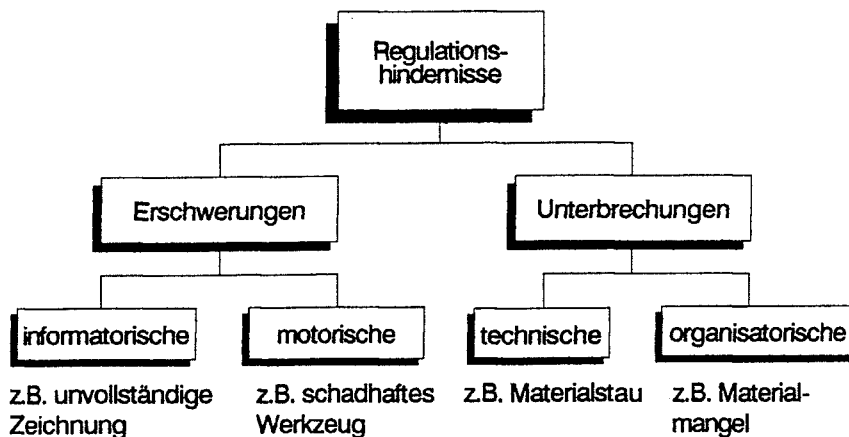 Regulations-
hindernisse
Erschwerungen
Unterbrechungen
informatorische
motorische
technische
organisatorische
z.B. unvollständige
Zeichnung
z.B. schadhaftes
Werkzeug
z.B. Materialstau
z.B. Material-
mangel